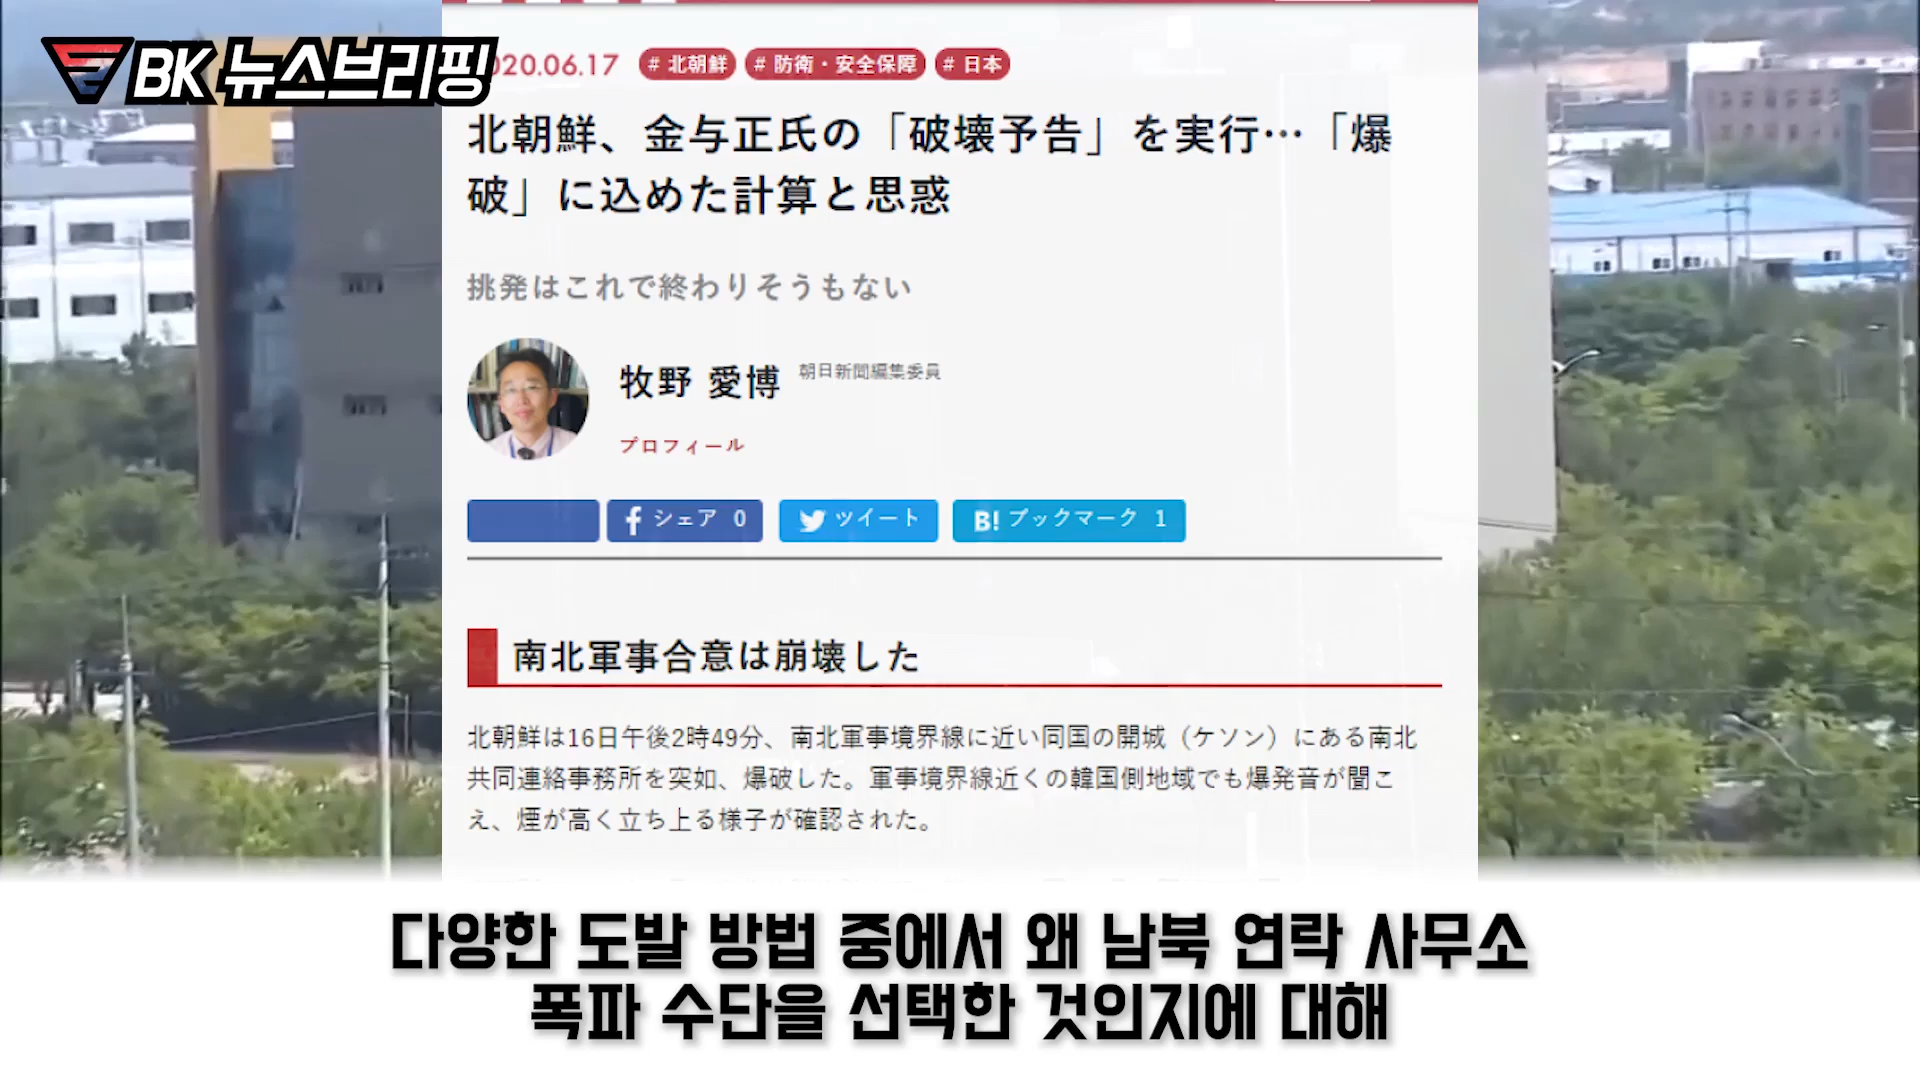 BK 뉴스브리핑
020.06.17 # 北朝鮮 # 防衛・安全保障 # 日本
北朝鮮、金与正氏の「破壊予告」を実行…「爆
破」に込めた計算と思惑
挑発はこれで終わりそうもない
牧野 愛博 朝日新聞編集委員
プロフィール
シェア 0 ツイート B! ブックマーク 1
南北軍事合意は崩壊した
北朝鮮は16日午後2時49分、南北軍事境界線に近い同国の開城（ケソン）にある南北
共同連絡事務所を突如、爆破した。軍事境界線近くの韓国側地域でも爆発音が聞こ
え、煙が高く立ち上る様子が確認された。
다양한 도발 방법 중에서 왜 남북 연락 사무소
폭파 수단을 선택한 것인지에 대해